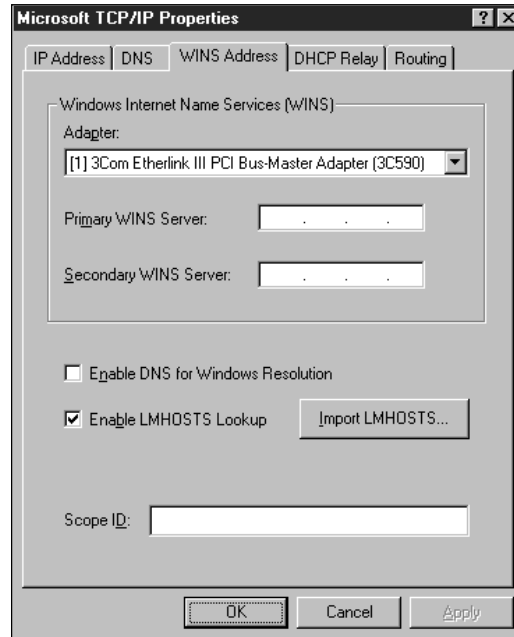 Microsoft TCP/IP Properties
IP Address DNS WINS Address DHCP Relay Routing
Windows Internet Name Services (WINS)
Adapter:
[1] 3Com Etherlink III PCI Bus-Master Adapter (3C590)
Primary WINS Server:
Secondary WINS Server:
Enable DNS for Windows Resolution
Enable LMHOSTS Lookup Import LMHOSTS...
Scope ID:
OK Cancel Apply